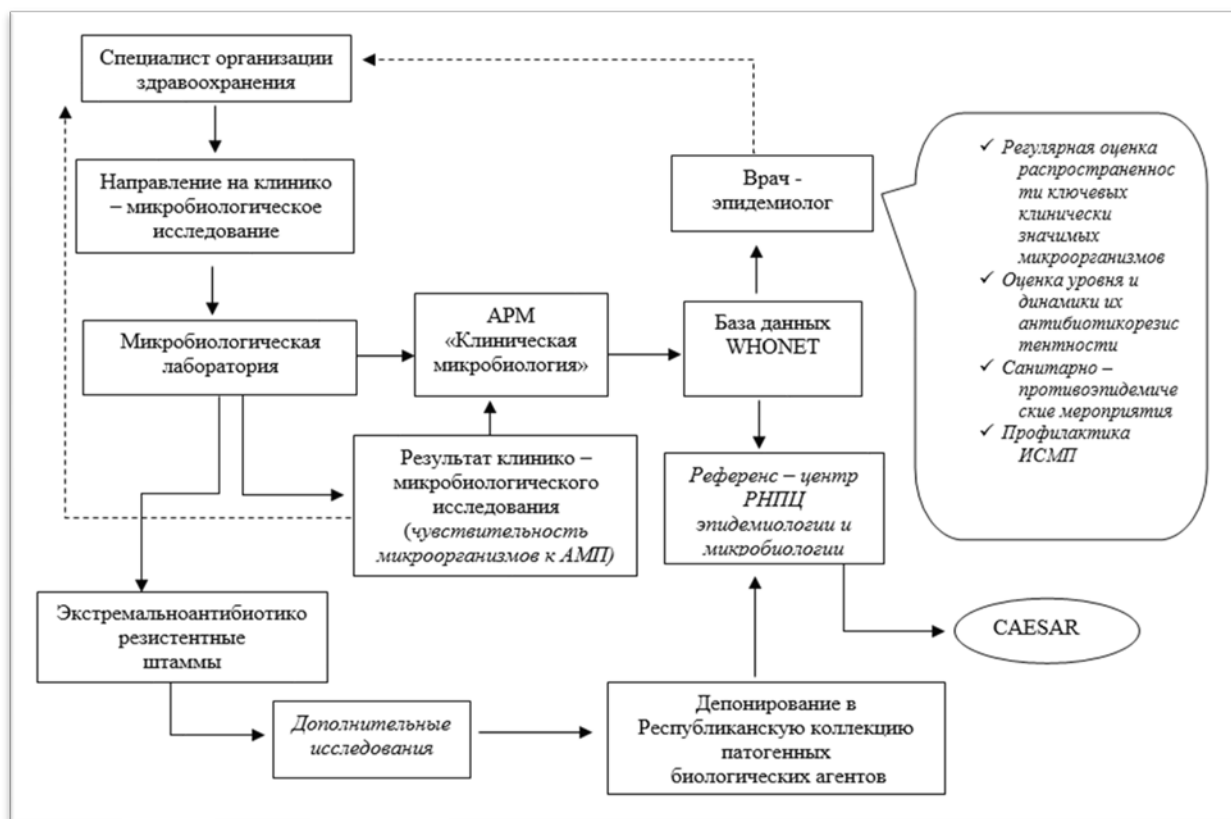 Специалист организации
здравоохранения
Направление на клинико
– микробиологическое
исследование
Врач -
эпидемиолог
✓ Регулярная оценка
распространеннос
ти ключевых
клинически
значимых
микроорганизмов
✓ Оценка уровня и
динамики их
антибиотикорезис
тентности
✓ Санитарно –
противоэпидемиче
ские мероприятия
✓ Профилактика
ИСМП
Микробиологическая
лаборатория
АРМ
«Клиническая
микробиология»
База данных
WHONET
Результат клинико –
микробиологического
исследования
(чувствительность
микроорганизмов к АМП)
Референс – центр
РНПЦ
эпидемиологии и
микробиологии
Экстремальноантибиотико
резистентные
штаммы
CAESAR
Дополнительные
исследования
Депонирование в
Республиканскую коллекцию
патогенных
биологических агентов